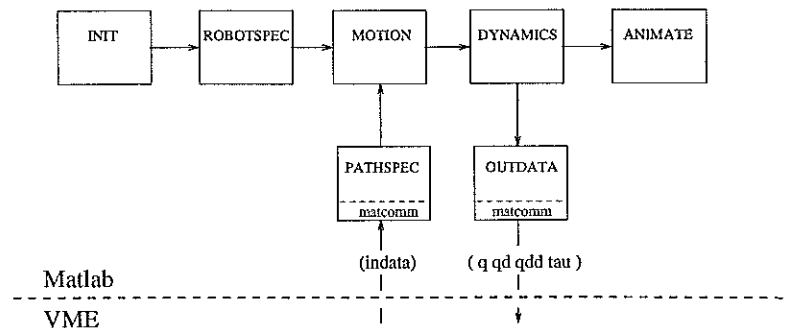 INIT
ROBOTSPEC
MOTION
DYNAMICS
ANIMATE
PATHSPEC
matcomm
OUTDATA
matcomm
(indata)
( q qd qdd tau )
Matlab
VME